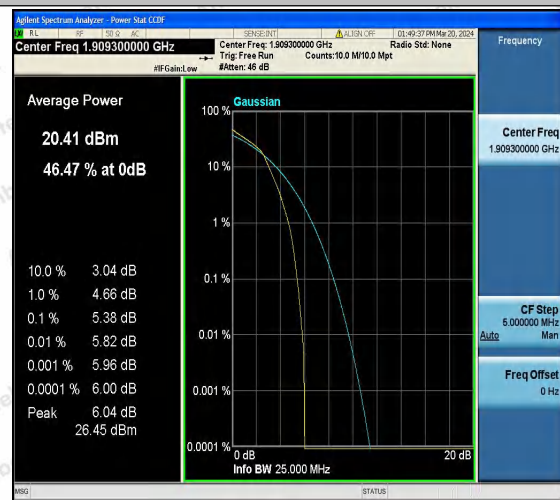 Agilent Spectrum Analyzer - Power Stat CCDF
RL RF 50 Ω AC SENSE:INT ALIGN OFF 01:49:37 PM Mar 20, 2024
Center Freq 1.909300000 GHz
Center Freq: 1.909300000 GHz Radio Std: None
Trig: Free Run Counts:10.0 M/10.0 Mpt
#IFGain:Low #Atten: 46 dB
Frequency
Average Power
20.41 dBm
46.47 % at 0dB
10.0 % 3.04 dB
1.0 % 4.66 dB
0.1 % 5.38 dB
0.01 % 5.82 dB
0.001 % 5.96 dB
0.0001 % 6.00 dB
Peak 6.04 dB
26.45 dBm
Gaussian
100 %
10 %
1 %
0.1 %
0.01 %
0.001 %
0.0001 %
0 dB 20 dB
Info BW 25.000 MHz
Center Freq
1.909300000 GHz
CF Step
5.000000 MHz
Auto Man
Freq Offset
0 Hz
MSG STATUS